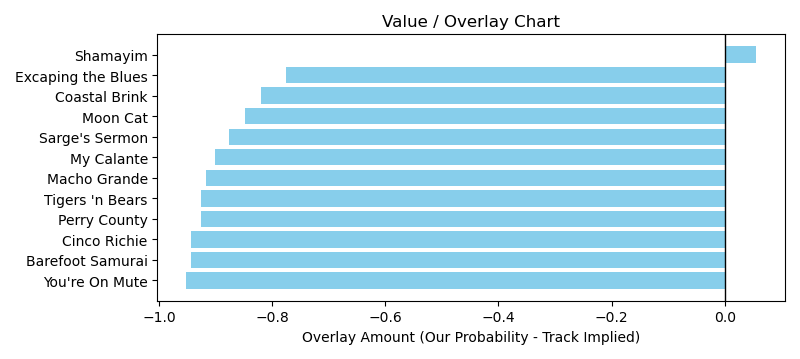 Value / Overlay Chart
Shamayim
Excaping the Blues
Coastal Brink
Moon Cat
Sarge's Sermon
My Calante
Macho Grande
Tigers 'n Bears
Perry County
Cinco Richie
Barefoot Samurai
You're On Mute
−1.0 −0.8 −0.6 −0.4 −0.2 0.0
Overlay Amount (Our Probability - Track Implied)